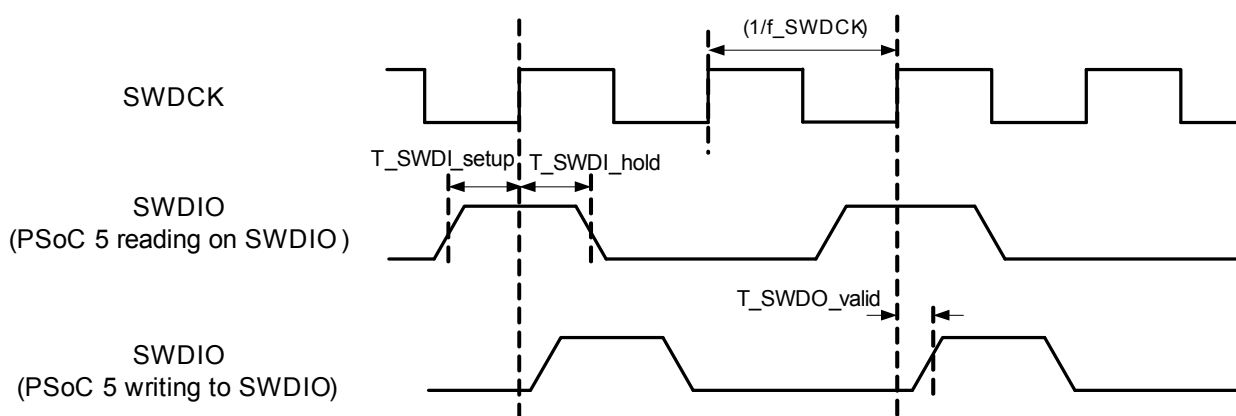 (1/f_SWDCK)
SWDCK
T_SWDI_setup
T_SWDI_hold
SWDIO
(PSoC 5 reading on SWDIO )
T_SWDO_valid
SWDIO
(PSoC 5 writing to SWDIO)